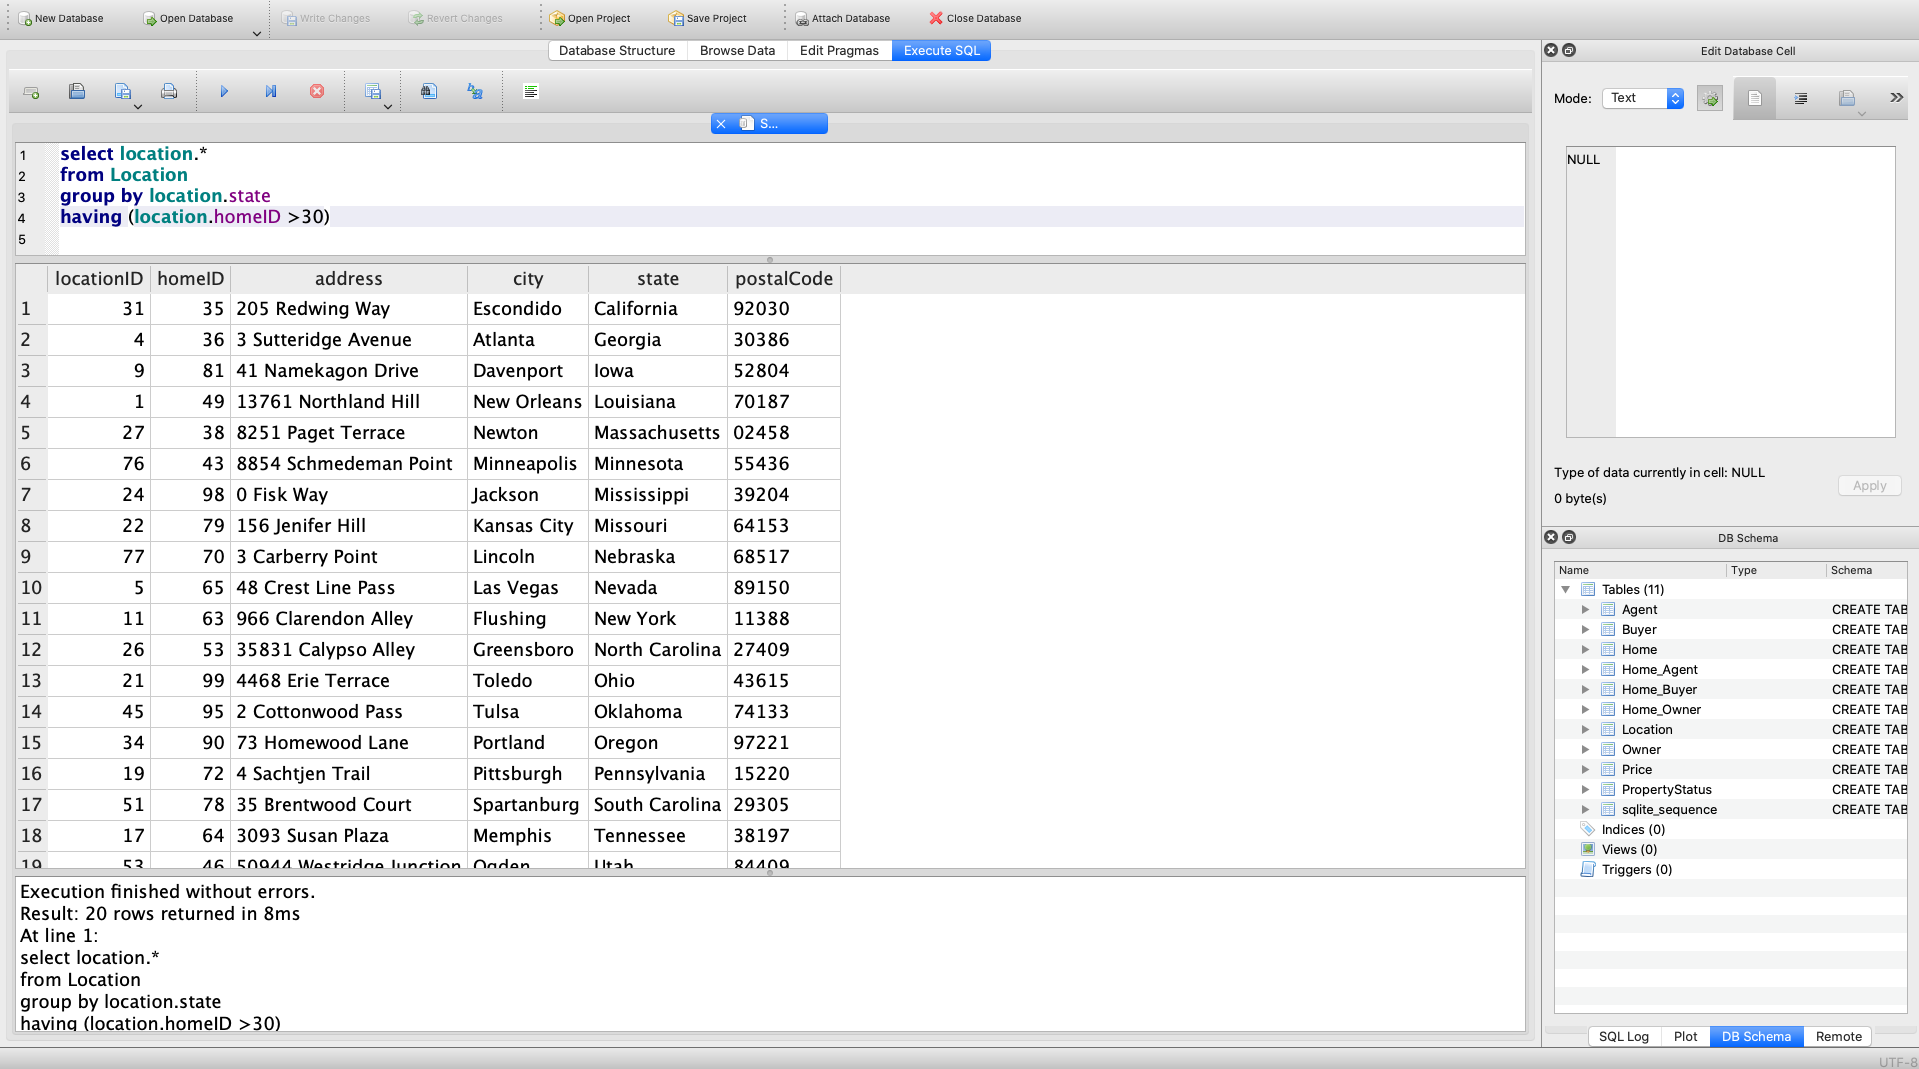 New Database Open Database Write Changes Revert Changes Open Project Save Project Attach Database Close Database
Database Structure Browse Data Edit Pragmas Execute SQL
S...
1 select location.*
2 from Location
3 group by location.state
4 having (location.homeID >30)
5
locationID homeID address city state postalCode
1 31 35 205 Redwing Way Escondido California 92030
2 4 36 3 Sutteridge Avenue Atlanta Georgia 30386
3 9 81 41 Namekagon Drive Davenport Iowa 52804
4 1 49 13761 Northland Hill New Orleans Louisiana 70187
5 27 38 8251 Paget Terrace Newton Massachusetts 02458
6 76 43 8854 Schmedeman Point Minneapolis Minnesota 55436
7 24 98 0 Fisk Way Jackson Mississippi 39204
8 22 79 156 Jenifer Hill Kansas City Missouri 64153
9 77 70 3 Carberry Point Lincoln Nebraska 68517
10 5 65 48 Crest Line Pass Las Vegas Nevada 89150
11 11 63 966 Clarendon Alley Flushing New York 11388
12 26 53 35831 Calypso Alley Greensboro North Carolina 27409
13 21 99 4468 Erie Terrace Toledo Ohio 43615
14 45 95 2 Cottonwood Pass Tulsa Oklahoma 74133
15 34 90 73 Homewood Lane Portland Oregon 97221
16 19 72 4 Sachtjen Trail Pittsburgh Pennsylvania 15220
17 51 78 35 Brentwood Court Spartanburg South Carolina 29305
18 17 64 3093 Susan Plaza Memphis Tennessee 38197
19 53 46 50944 Westridge Junction Ogden Utah 84409
Execution finished without errors.
Result: 20 rows returned in 8ms
At line 1:
select location.*
from Location
group by location.state
having (location.homeID >30)
Edit Database Cell
Mode: Text
NULL
Type of data currently in cell: NULL
0 byte(s)
Apply
DB Schema
Name Type Schema
Tables (11)
Agent CREATE TAB
Buyer CREATE TAB
Home CREATE TAB
Home_Agent CREATE TAB
Home_Buyer CREATE TAB
Home_Owner CREATE TAB
Location CREATE TAB
Owner CREATE TAB
Price CREATE TAB
PropertyStatus CREATE TAB
sqlite_sequence CREATE TAB
Indices (0)
Views (0)
Triggers (0)
SQL Log Plot DB Schema Remote
UTF-8